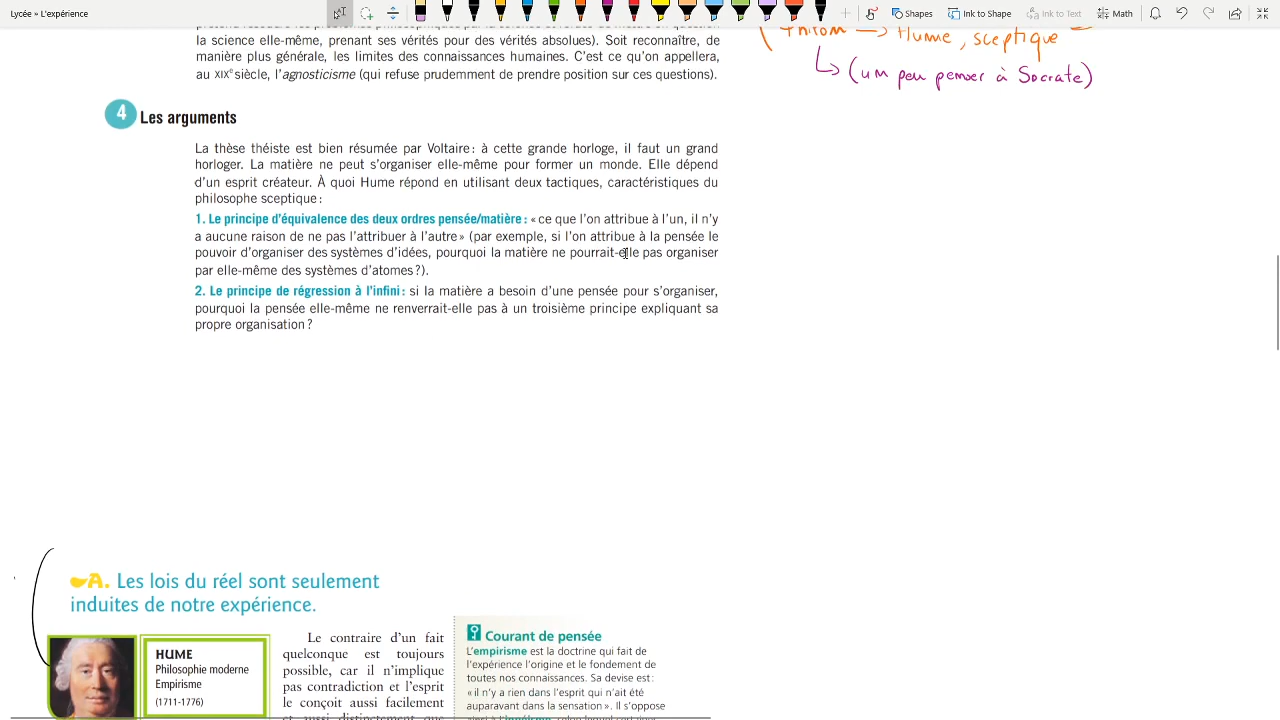 Lycée » L'expérience
Shapes
Ink to Shape
Ink to Text
Math
la science elle-même, prenant ses vérités pour des vérités absolues). Soit reconnaître, de
manière plus générale, les limites des connaissances humaines. C'est ce qu'on appellera,
au XIXe siècle, l'agnosticisme (qui refuse prudemment de prendre position sur ces questions).
→ Hume, sceptique
↳ (um peu penser à Socrate)
4 Les arguments
La thèse théiste est bien résumée par Voltaire : à cette grande horloge, il faut un grand
horloger. La matière ne peut s'organiser elle-même pour former un monde. Elle dépend
d'un esprit créateur. À quoi Hume répond en utilisant deux tactiques, caractéristiques du
philosophe sceptique :
1. Le principe d'équivalence des deux ordres pensée/matière : « ce que l'on attribue à l'un, il n'y
a aucune raison de ne pas l'attribuer à l'autre » (par exemple, si l'on attribue à la pensée le
pouvoir d'organiser des systèmes d'idées, pourquoi la matière ne pourrait-elle pas organiser
par elle-même des systèmes d'atomes ?).
2. Le principe de régression à l'infini : si la matière a besoin d'une pensée pour s'organiser,
pourquoi la pensée elle-même ne renverrait-elle pas à un troisième principe expliquant sa
propre organisation ?
A. Les lois du réel sont seulement
induites de notre expérience.
HUME
Philosophie moderne
Empirisme
(1711-1776)
Le contraire d'un fait
quelconque est toujours
possible, car il n'implique
pas contradiction et l'esprit
le conçoit aussi facilement
et aussi distinctement que
Courant de pensée
L'empirisme est la doctrine qui fait de
l'expérience l'origine et le fondement de
toutes nos connaissances. Sa devise est :
« il n'y a rien dans l'esprit qui n'ait été
auparavant dans la sensation ». Il s'oppose